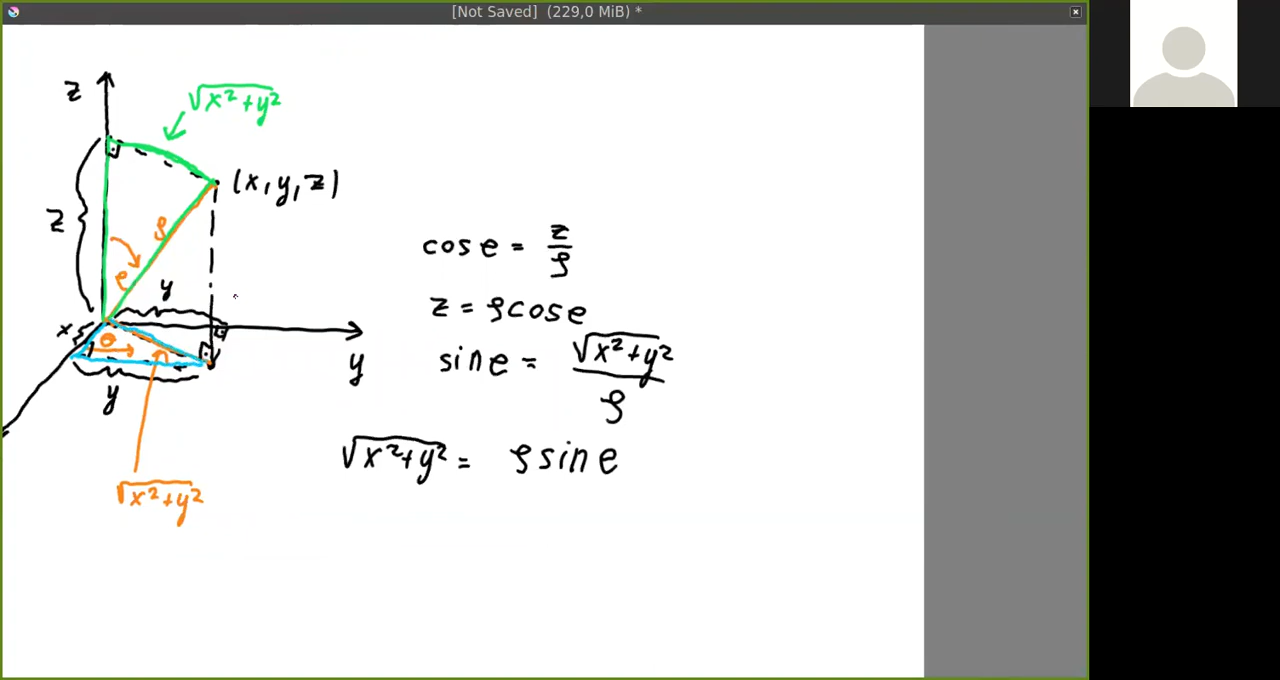 [Not Saved] (229,0 MiB) *
z
√x²+y²
(x, y, z)
z
ρ
φ
y
x
θ
r
y
y
√x²+y²
cos φ = z/ρ
z = ρ cos φ
sin φ = √x²+y²/ρ
√x²+y² = ρ sin φ